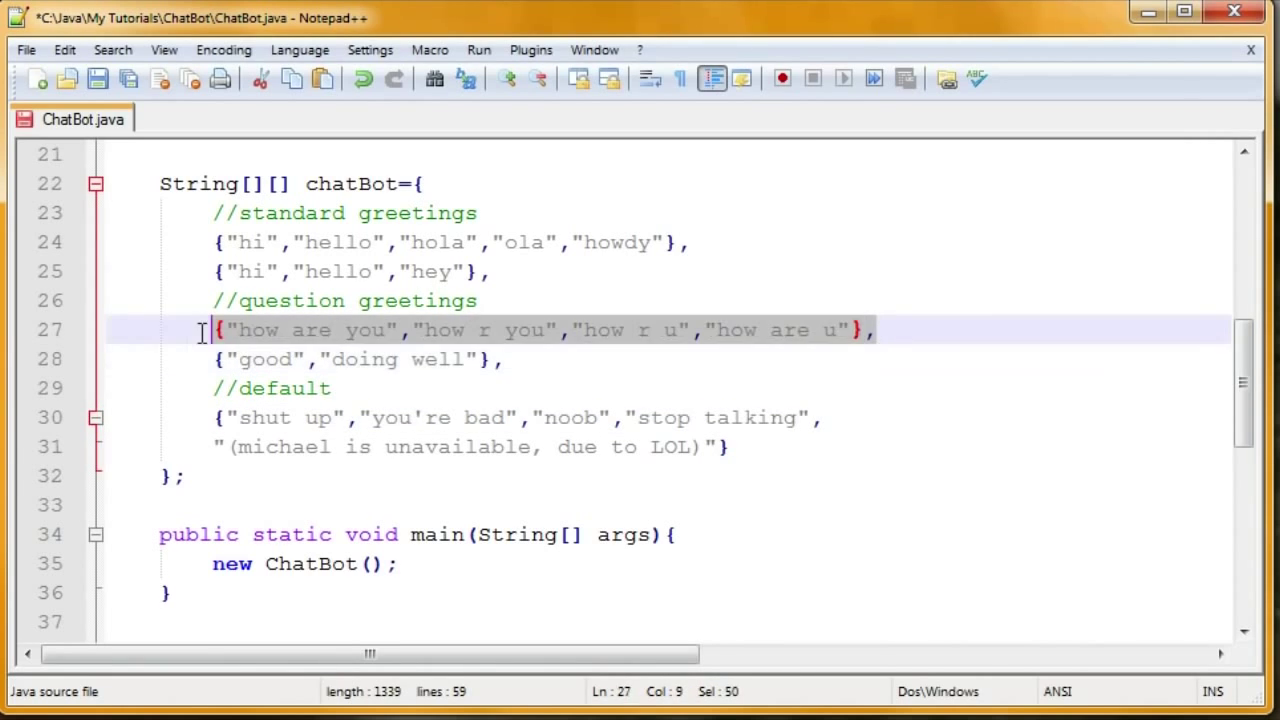 *C:\Java\My Tutorials\ChatBot\ChatBot.java - Notepad++
File Edit Search View Encoding Language Settings Macro Run Plugins Window ? X
ABC
ChatBot.java
21
22 String[][] chatBot={
23 //standard greetings
24 {"hi","hello","hola","ola","howdy"},
25 {"hi","hello","hey"},
26 //question greetings
27 {"how are you","how r you","how r u","how are u"},
28 {"good","doing well"},
29 //default
30 {"shut up","you're bad","noob","stop talking",
31 "(michael is unavailable, due to LOL)"}
32 };
33
34 public static void main(String[] args){
35 new ChatBot();
36 }
37
Java source file length : 1339 lines : 59 Ln : 27 Col : 9 Sel : 50 Dos\Windows ANSI INS